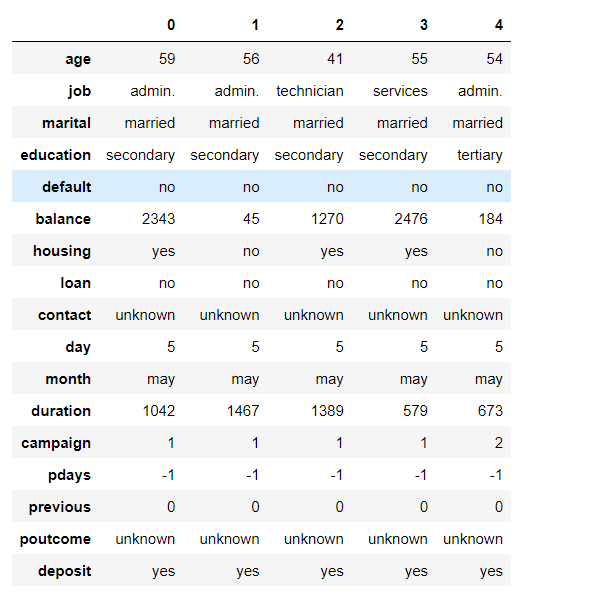 0 1 2 3 4
age 59 56 41 55 54
job admin. admin. technician services admin.
marital married married married married married
education secondary secondary secondary secondary tertiary
default no no no no no
balance 2343 45 1270 2476 184
housing yes no yes yes no
loan no no no no no
contact unknown unknown unknown unknown unknown
day 5 5 5 5 5
month may may may may may
duration 1042 1467 1389 579 673
campaign 1 1 1 1 2
pdays -1 -1 -1 -1 -1
previous 0 0 0 0 0
poutcome unknown unknown unknown unknown unknown
deposit yes yes yes yes yes